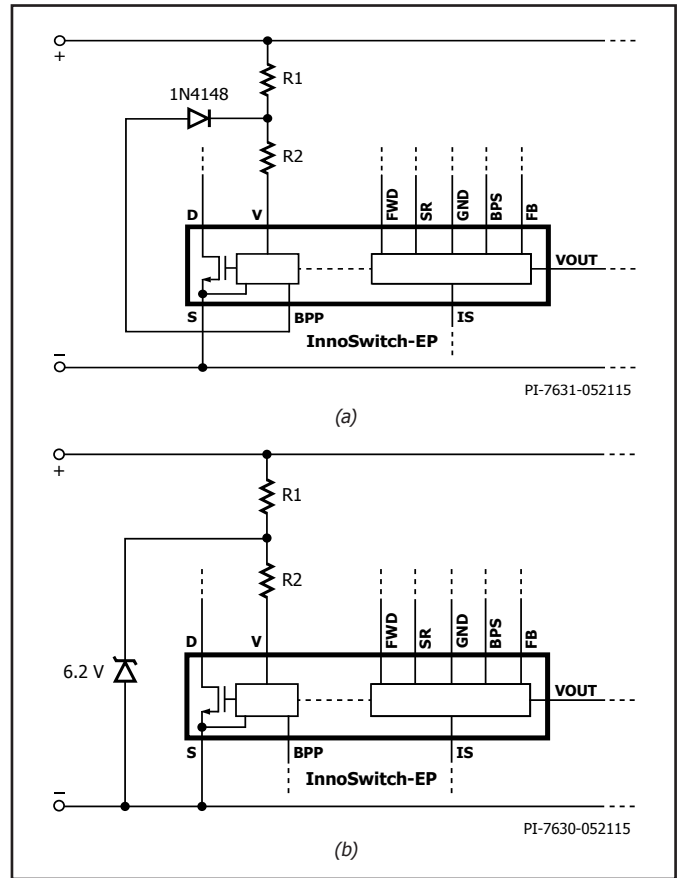 +
R1
1N4148
R2
D
V
FWD
SR
GND
BPS
FB
VOUT
S
BPP
IS
InnoSwitch-EP
−
PI-7631-052115
(a)
+
R1
R2
D
V
FWD
SR
GND
BPS
FB
6.2 V
VOUT
S
BPP
IS
InnoSwitch-EP
−
PI-7630-052115
(b)